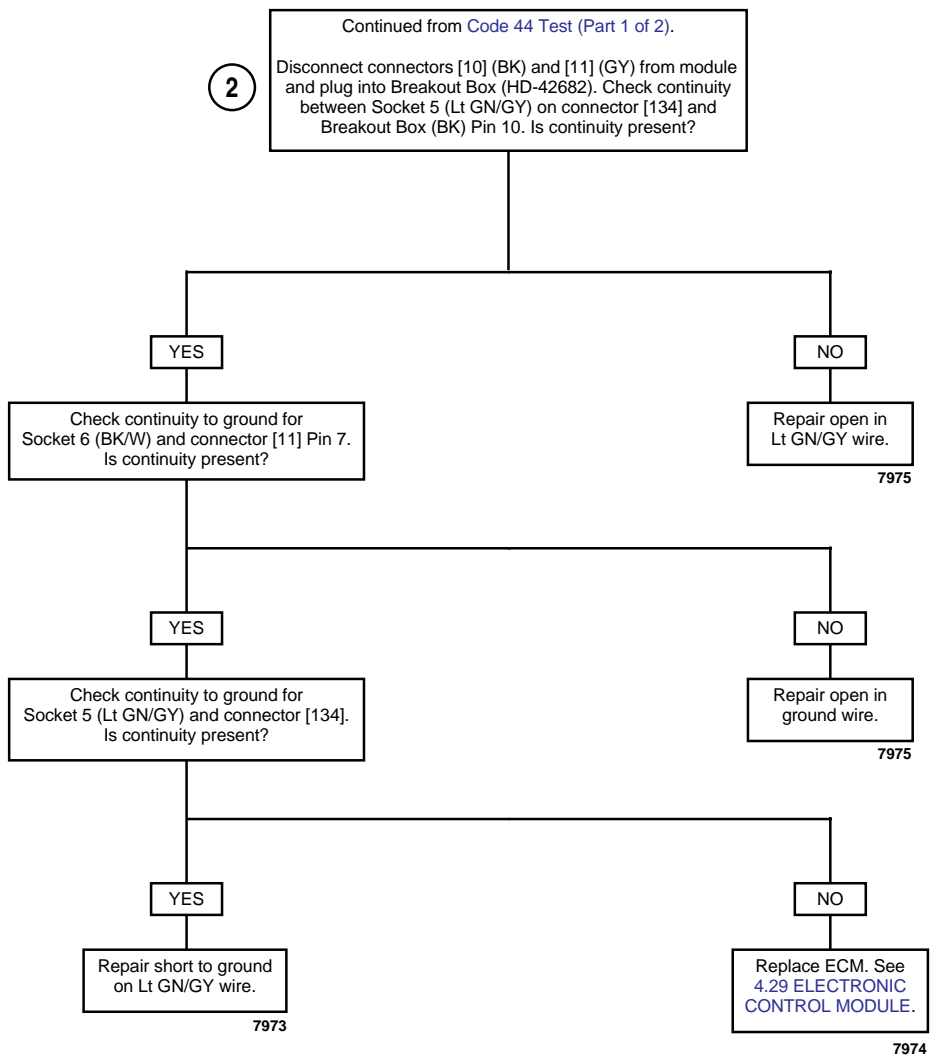 Continued from Code 44 Test (Part 1 of 2).
2
Disconnect connectors [10] (BK) and [11] (GY) from module
and plug into Breakout Box (HD-42682). Check continuity
between Socket 5 (Lt GN/GY) on connector [134] and
Breakout Box (BK) Pin 10. Is continuity present?
YES
NO
Check continuity to ground for
Socket 6 (BK/W) and connector [11] Pin 7.
Is continuity present?
Repair open in
Lt GN/GY wire.
7975
YES
NO
Check continuity to ground for
Socket 5 (Lt GN/GY) and connector [134].
Is continuity present?
Repair open in
ground wire.
7975
YES
NO
Repair short to ground
on Lt GN/GY wire.
7973
Replace ECM. See
4.29 ELECTRONIC
CONTROL MODULE.
7974